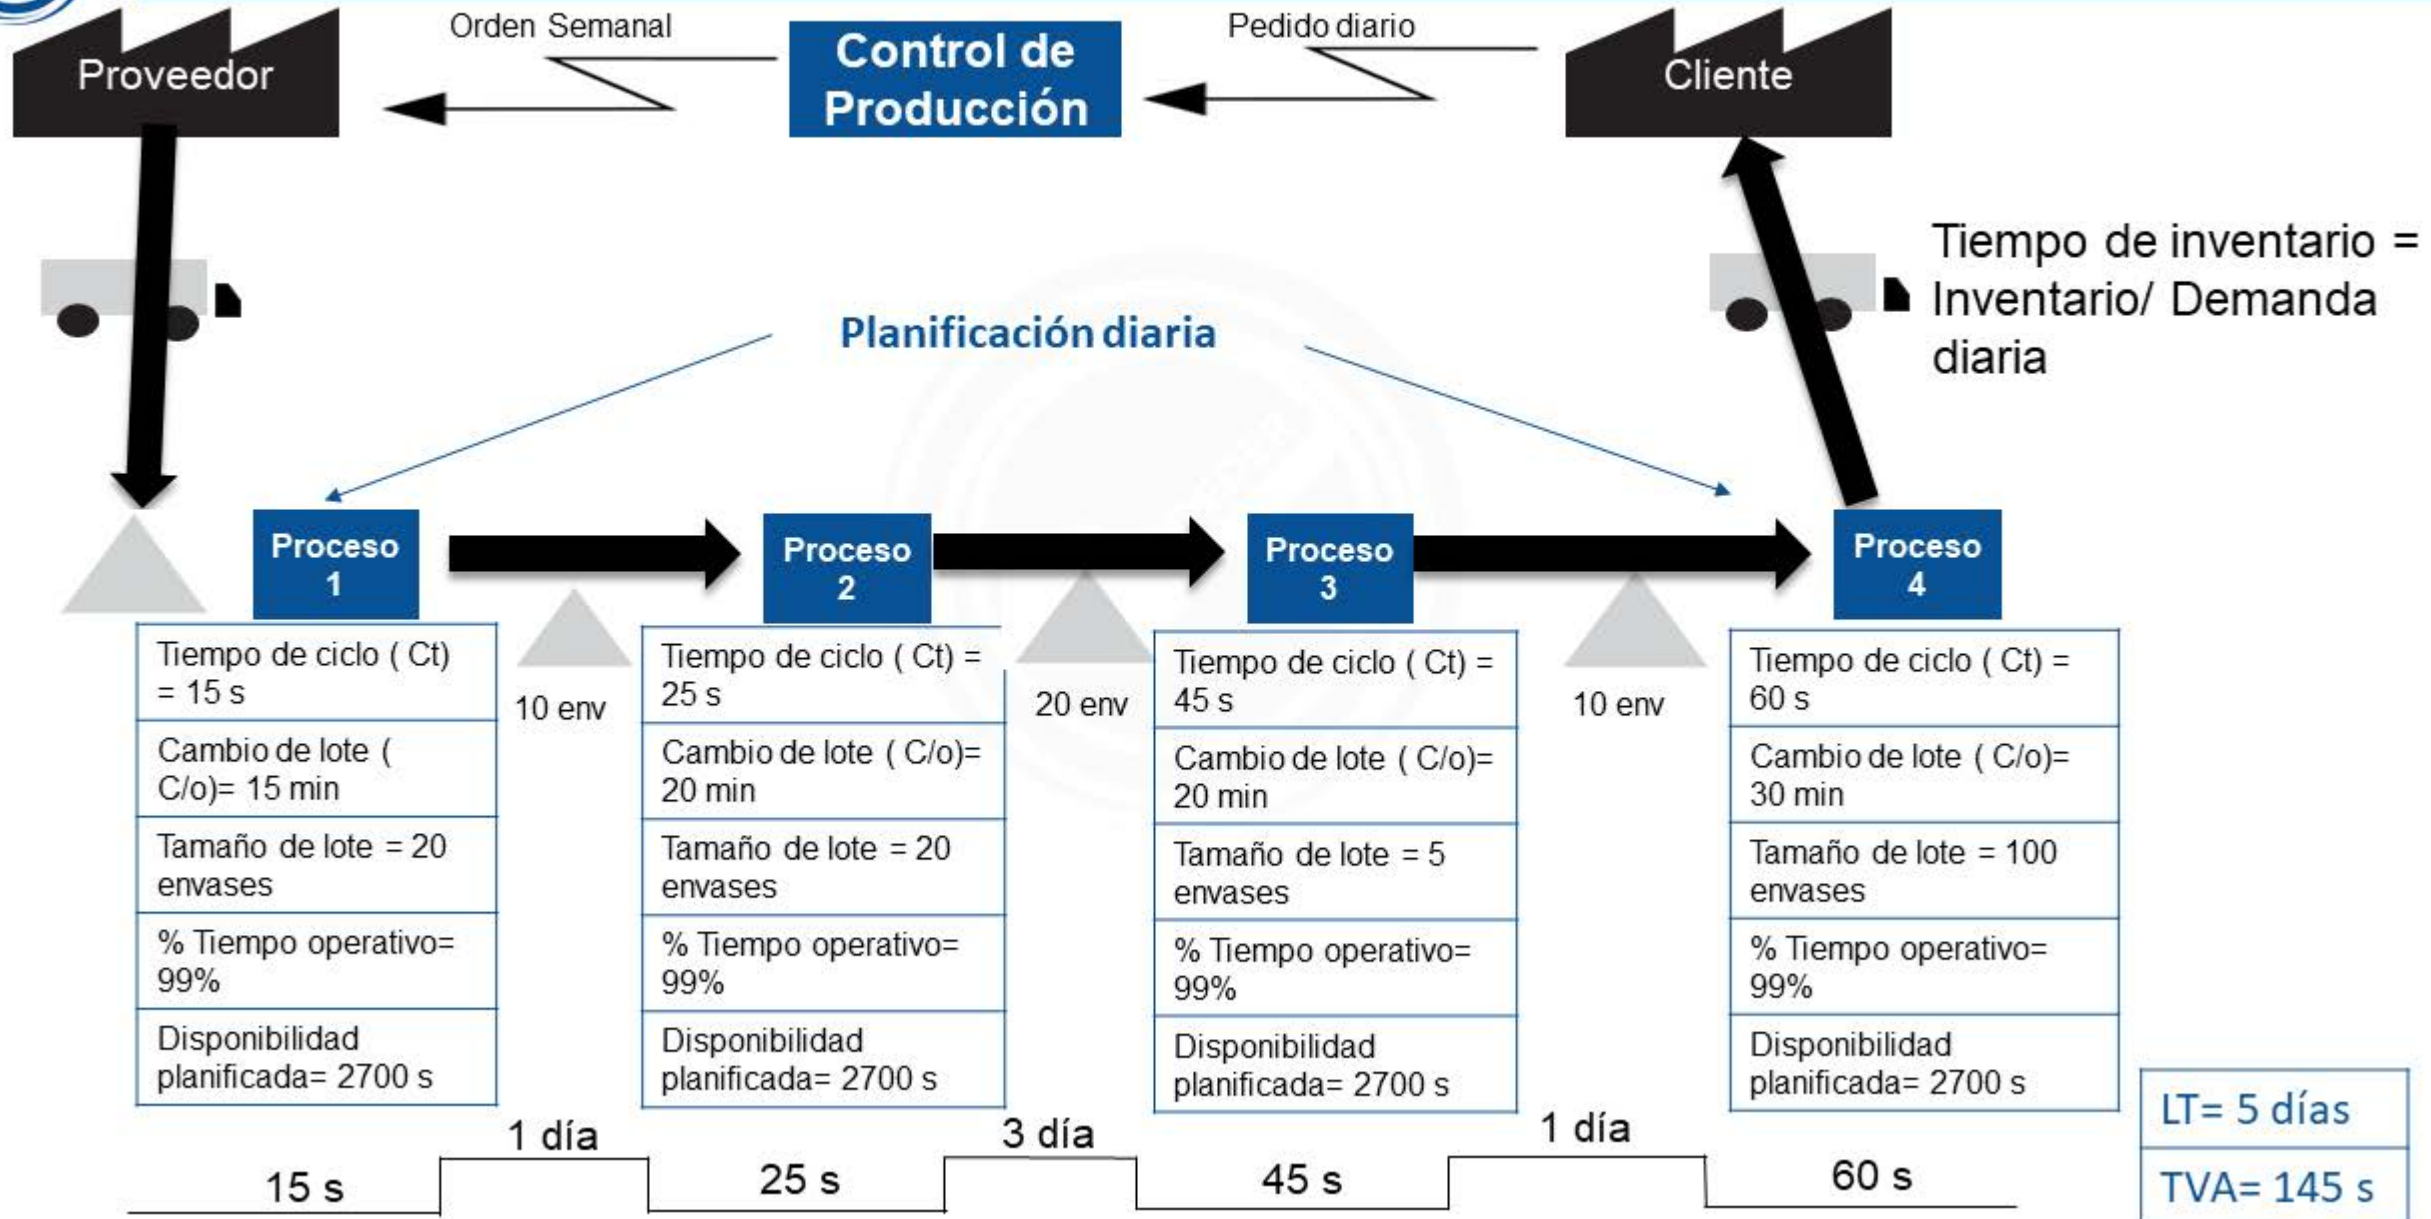 Proveedor
Orden Semanal
Control de
Producción
Pedido diario
Cliente
Tiempo de inventario =
Inventario/ Demanda
diaria
Planificación diaria
Proceso
1
Tiempo de ciclo ( Ct)
= 15 s
Cambio de lote (
C/o)= 15 min
Tamaño de lote = 20
envases
% Tiempo operativo=
99%
Disponibilidad
planificada= 2700 s
10 env
Proceso
2
Tiempo de ciclo ( Ct) =
25 s
Cambio de lote ( C/o)=
20 min
Tamaño de lote = 20
envases
% Tiempo operativo=
99%
Disponibilidad
planificada= 2700 s
20 env
Proceso
3
Tiempo de ciclo ( Ct) =
45 s
Cambio de lote ( C/o)=
20 min
Tamaño de lote = 5
envases
% Tiempo operativo=
99%
Disponibilidad
planificada= 2700 s
10 env
Proceso
4
Tiempo de ciclo ( Ct) =
60 s
Cambio de lote ( C/o)=
30 min
Tamaño de lote = 100
envases
% Tiempo operativo=
99%
Disponibilidad
planificada= 2700 s
15 s
1 día
25 s
3 día
45 s
1 día
60 s
LT= 5 días
TVA= 145 s